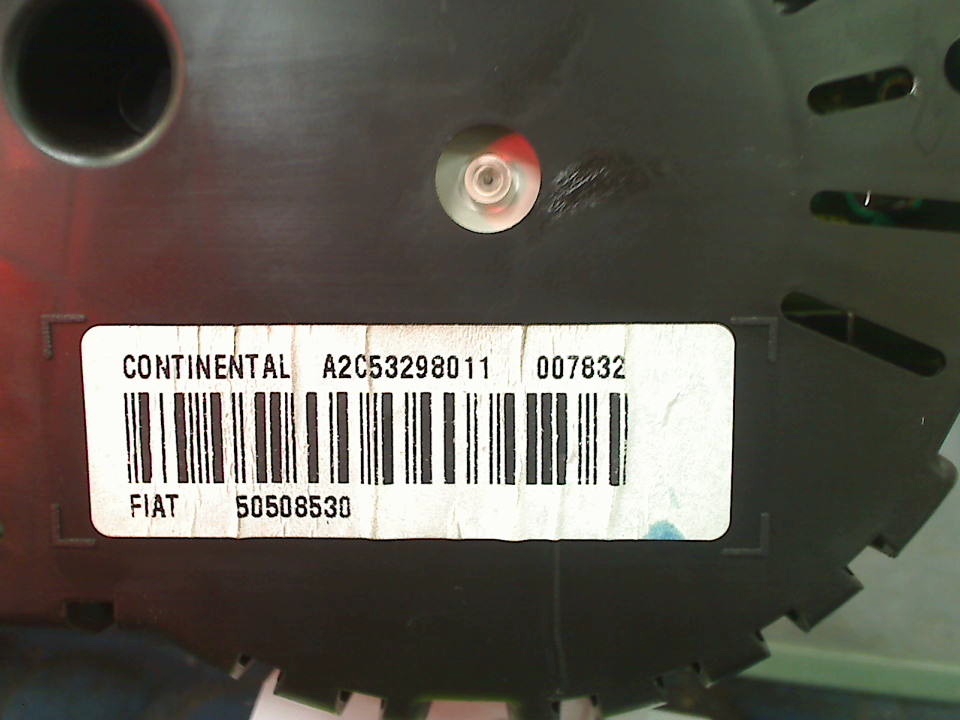 CONTINENTAL A2C53298011 007832
FIAT 50508530